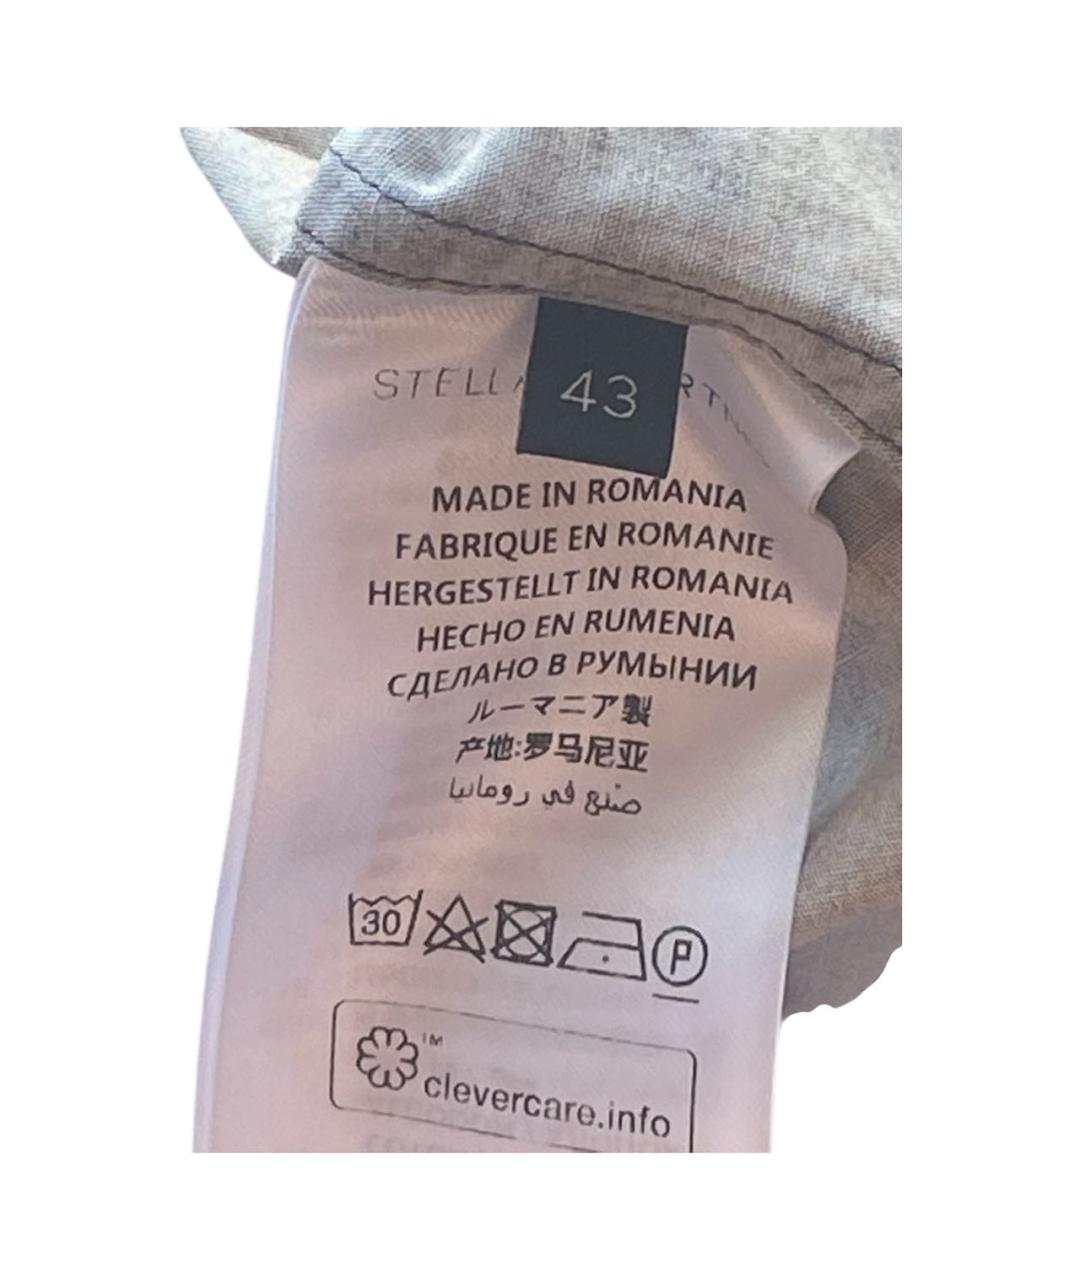 43
MADE IN ROMANIA
FABRIQUE EN ROMANIE
HERGESTELLT IN ROMANIA
HECHO EN RUMENIA
СДЕЛАНО В РУМЫНИИ
ルーマニア製
产地:罗马尼亚
صنع في رومانيا
30 P
TM
clevercare.info